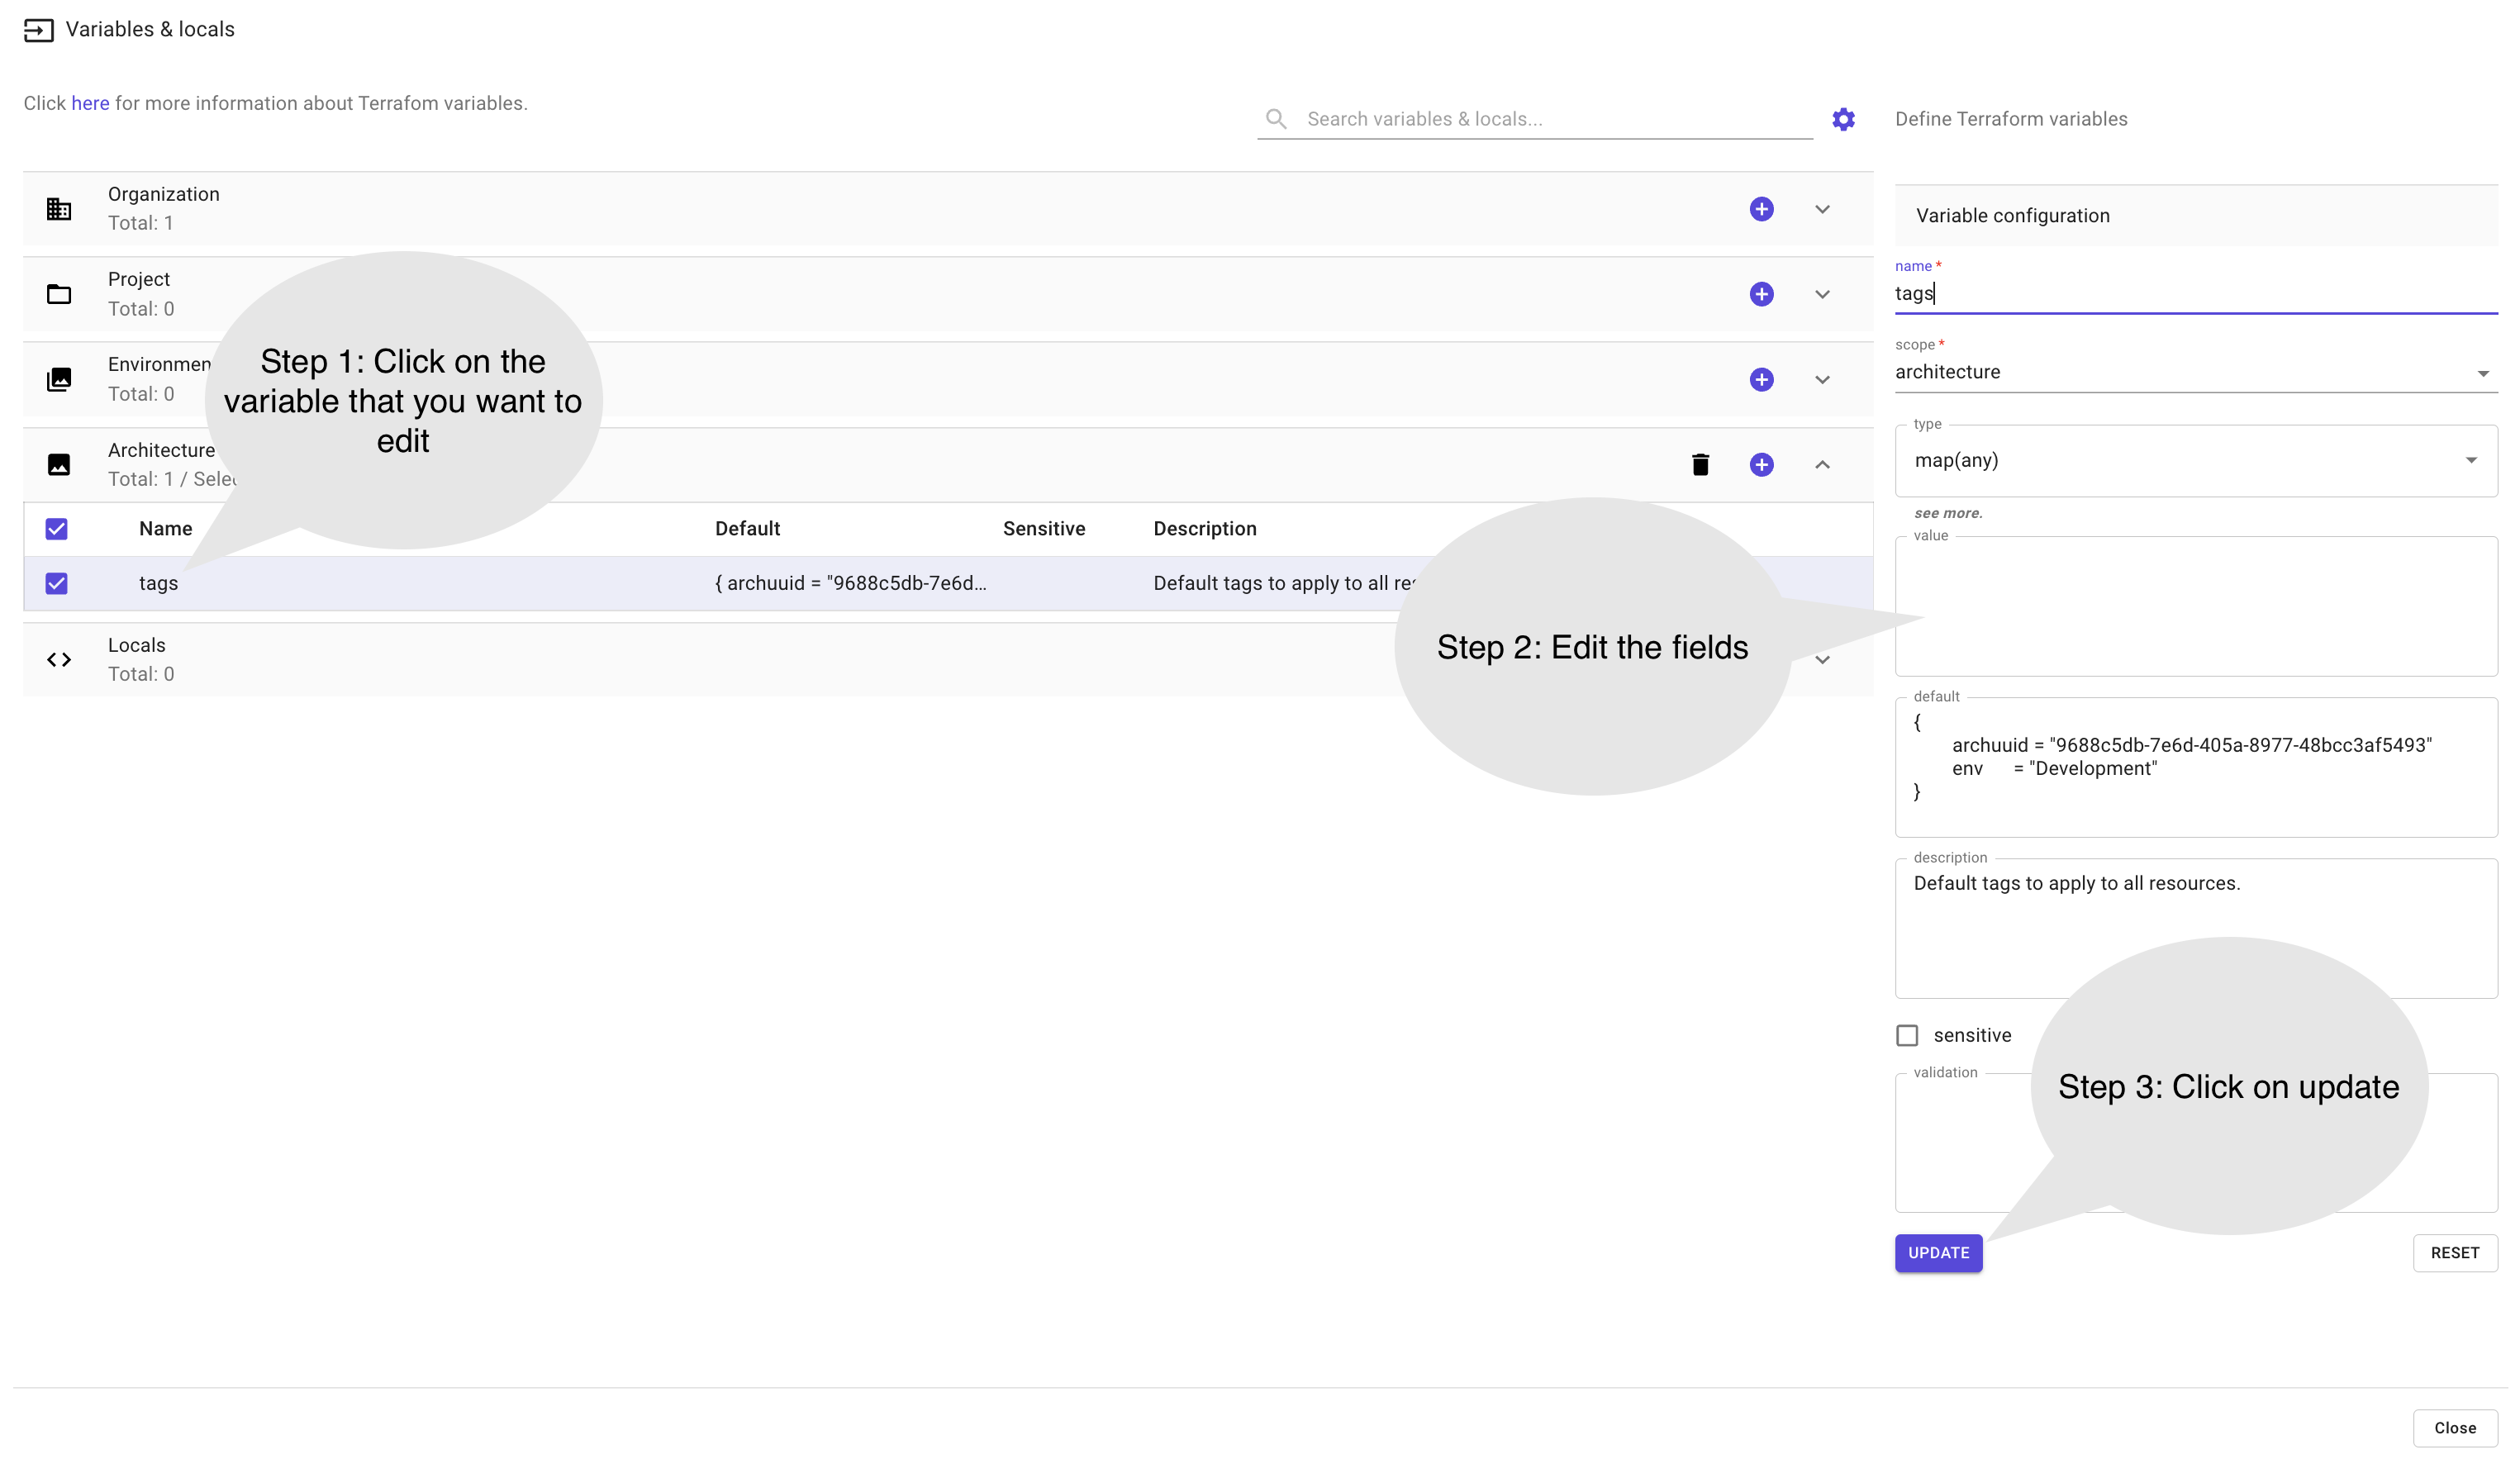 Variables & locals
Click here for more information about Terrafom variables.
Search variables & locals...
Define Terraform variables
Organization
Total: 1
Project
Total: 0
Environmen
Total: 0
Architecture
Total: 1 / Selec
Name Default Sensitive Description
tags { archuuid = "9688c5db-7e6d... Default tags to apply to all res
Locals
Total: 0
Step 1: Click on the
variable that you want to
edit
Step 2: Edit the fields
Variable configuration
name *
tags
scope *
architecture
type
map(any)
see more.
value
default
{
archuuid = "9688c5db-7e6d-405a-8977-48bcc3af5493"
env = "Development"
}
description
Default tags to apply to all resources.
sensitive
validation
Step 3: Click on update
UPDATE
RESET
Close